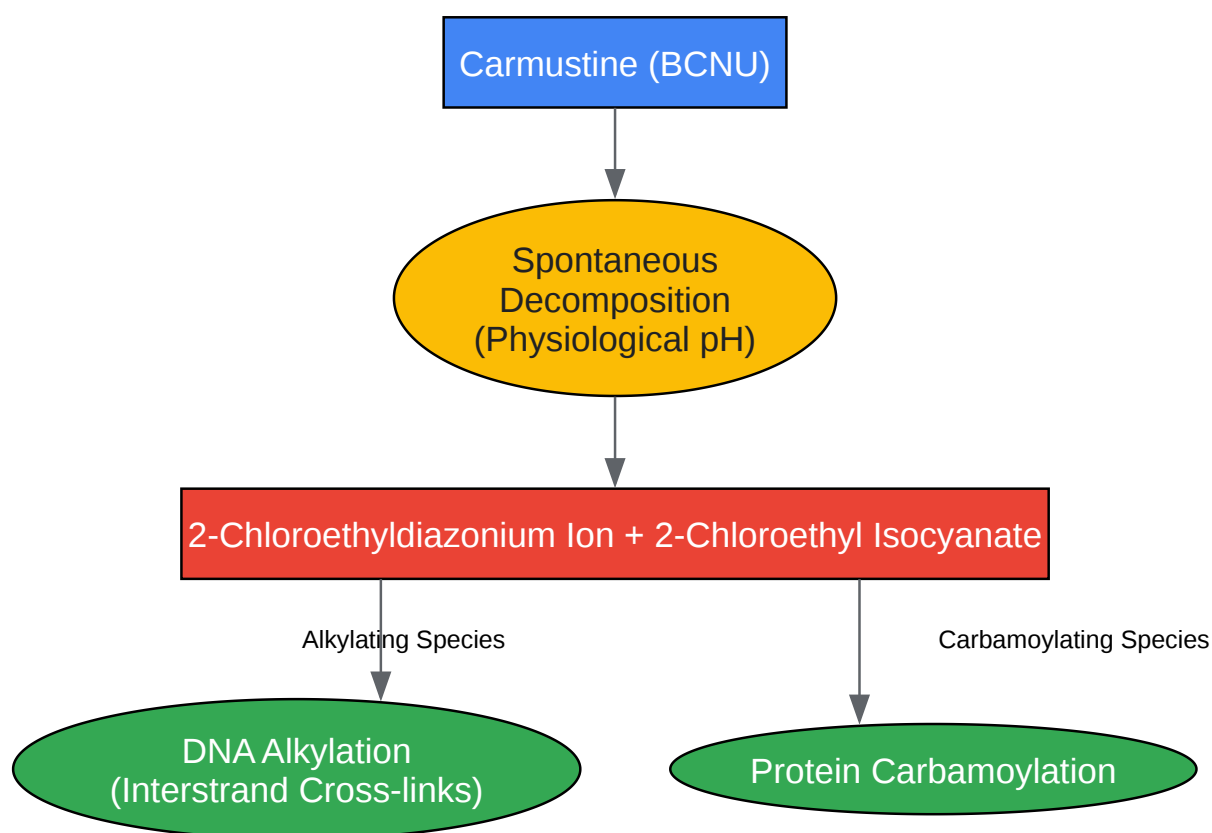 Carmustine (BCNU)
Spontaneous
Decomposition
(Physiological pH)
2-Chloroethyldiazonium Ion + 2-Chloroethyl Isocyanate
Alkylating Species
Carbamoylating Species
DNA Alkylation
(Interstrand Cross-links)
Protein Carbamoylation